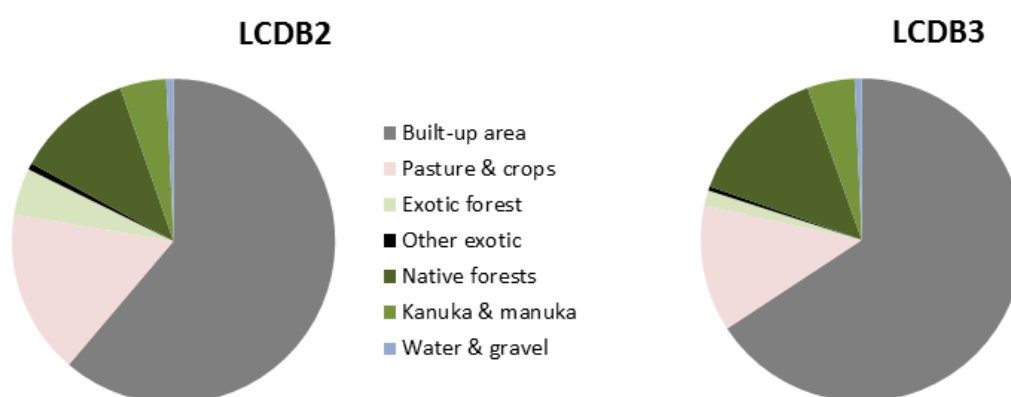 LCDB2
LCDB3
Built-up area
Pasture & crops
Exotic forest
Other exotic
Native forests
Kanuka & manuka
Water & gravel